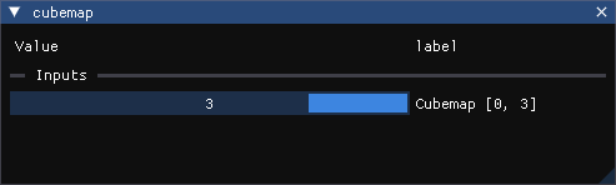 cubemap
Value label
Inputs
3 Cubemap [0, 3]